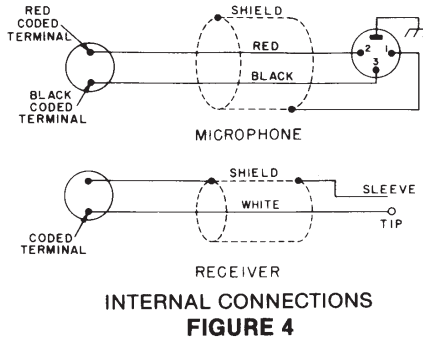 RED
CODED
TERMINAL
SHIELD
RED
2
1
3
BLACK
BLACK
CODED
TERMINAL
MICROPHONE
SHIELD
SLEEVE
WHITE
TIP
CODED
TERMINAL
RECEIVER
INTERNAL CONNECTIONS
FIGURE 4